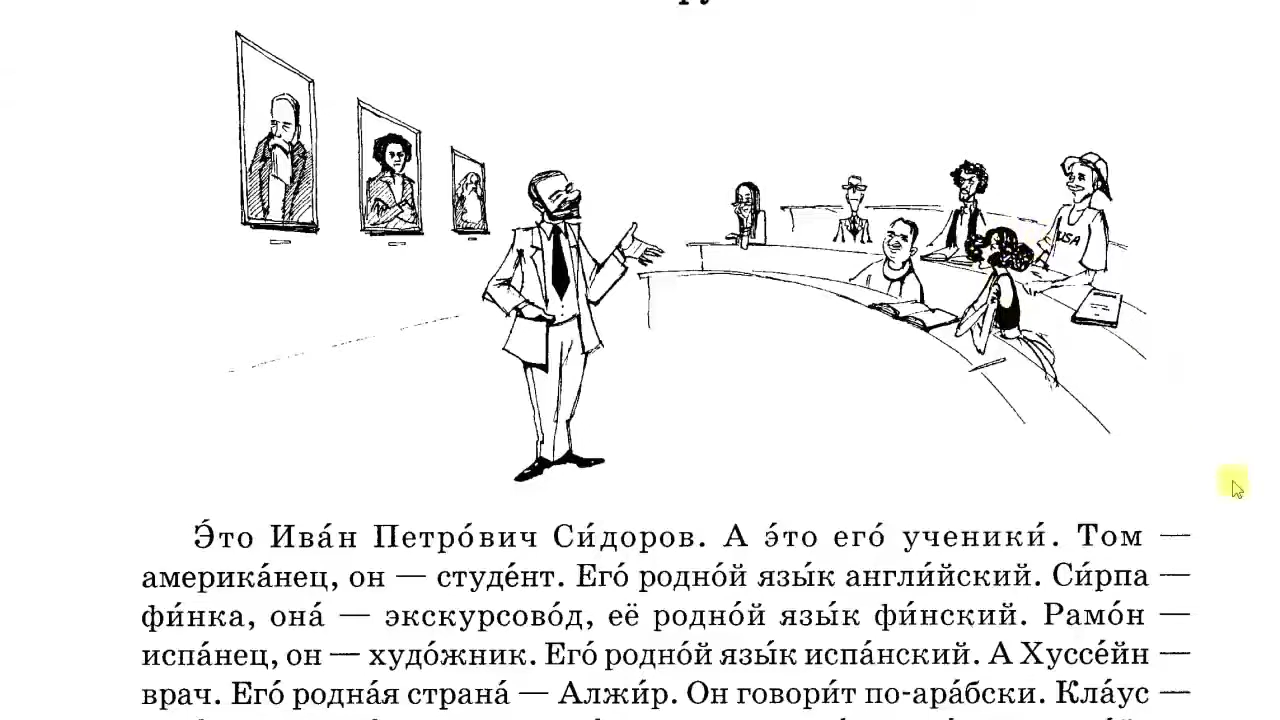 USA
Э́то Ива́н Петро́вич Си́доров. А э́то его́ ученики́. Том —
америка́нец, он — студе́нт. Его́ родно́й язы́к англи́йский. Си́рпа —
фи́нка, она́ — экскурсово́д, её родно́й язы́к фи́нский. Рамо́н —
испа́нец, он — худо́жник. Его́ родно́й язы́к испа́нский. А Хуссе́йн —
врач. Его́ родна́я страна́ — Алжи́р. Он говори́т по-ара́бски. Кла́ус —